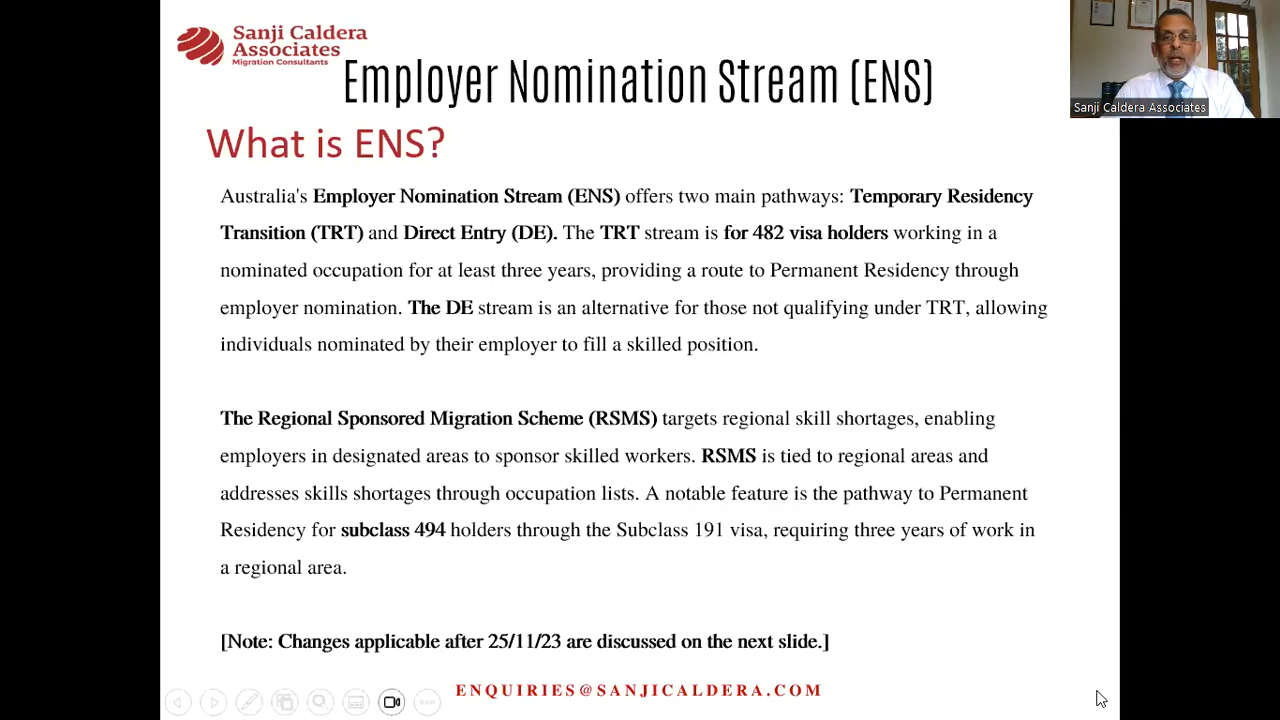 Sanji Caldera
Associates
Migration Consultants
Employer Nomination Stream (ENS)
Sanji Caldera Associates
What is ENS?
Australia's Employer Nomination Stream (ENS) offers two main pathways: Temporary Residency
Transition (TRT) and Direct Entry (DE). The TRT stream is for 482 visa holders working in a
nominated occupation for at least three years, providing a route to Permanent Residency through
employer nomination. The DE stream is an alternative for those not qualifying under TRT, allowing
individuals nominated by their employer to fill a skilled position.
The Regional Sponsored Migration Scheme (RSMS) targets regional skill shortages, enabling
employers in designated areas to sponsor skilled workers. RSMS is tied to regional areas and
addresses skills shortages through occupation lists. A notable feature is the pathway to Permanent
Residency for subclass 494 holders through the Subclass 191 visa, requiring three years of work in
a regional area.
[Note: Changes applicable after 25/11/23 are discussed on the next slide.]
ENQUIRIES@SANJICALDERA.COM